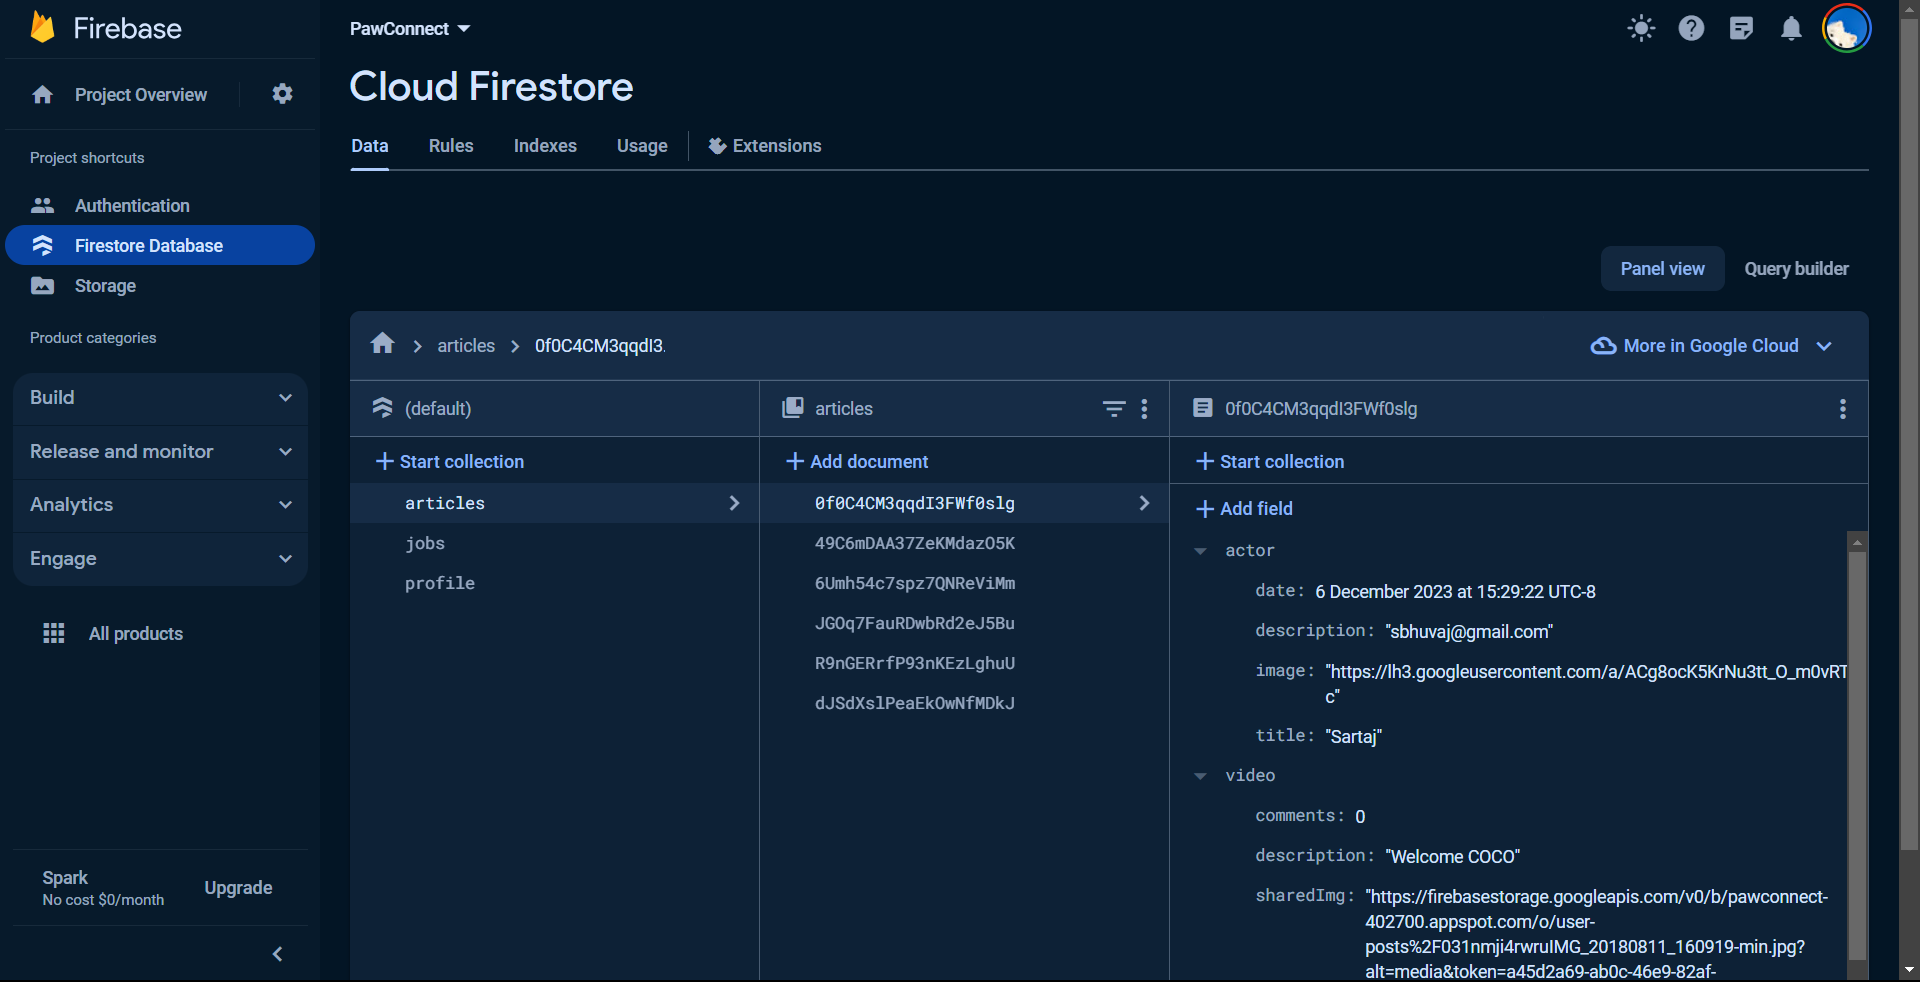 Firebase
Project Overview
Project shortcuts
Authentication
Firestore Database
Storage
Product categories
Build
Release and monitor
Analytics
Engage
All products
Spark
No cost $0/month
Upgrade
PawConnect
Cloud Firestore
Data Rules Indexes Usage Extensions
Panel view Query builder
articles 0f0C4CM3qqdI3.
More in Google Cloud
(default)
Start collection
articles
jobs
profile
articles
Add document
0f0C4CM3qqdI3FWf0slg
49C6mDAA37ZeKMdazO5K
6Umh54c7spz7QNReViMm
JGOq7FauRDwbRd2eJ5Bu
R9nGERrfP93nKEzLghuU
dJSdXslPeaEkOwNfMDkJ
0f0C4CM3qqdI3FWf0slg
Start collection
Add field
actor
date: 6 December 2023 at 15:29:22 UTC-8
description: "sbhuvaj@gmail.com"
image: "https://lh3.googleusercontent.com/a/ACg8ocK5KrNu3tt_O_m0vRT
c"
title: "Sartaj"
video
comments: 0
description: "Welcome COCO"
sharedImg: "https://firebasestorage.googleapis.com/v0/b/pawconnect-
402700.appspot.com/o/user-
posts%2F031nmji4rwruIMG_20180811_160919-min.jpg?
alt=media&token=a45d2a69-ab0c-46e9-82af-